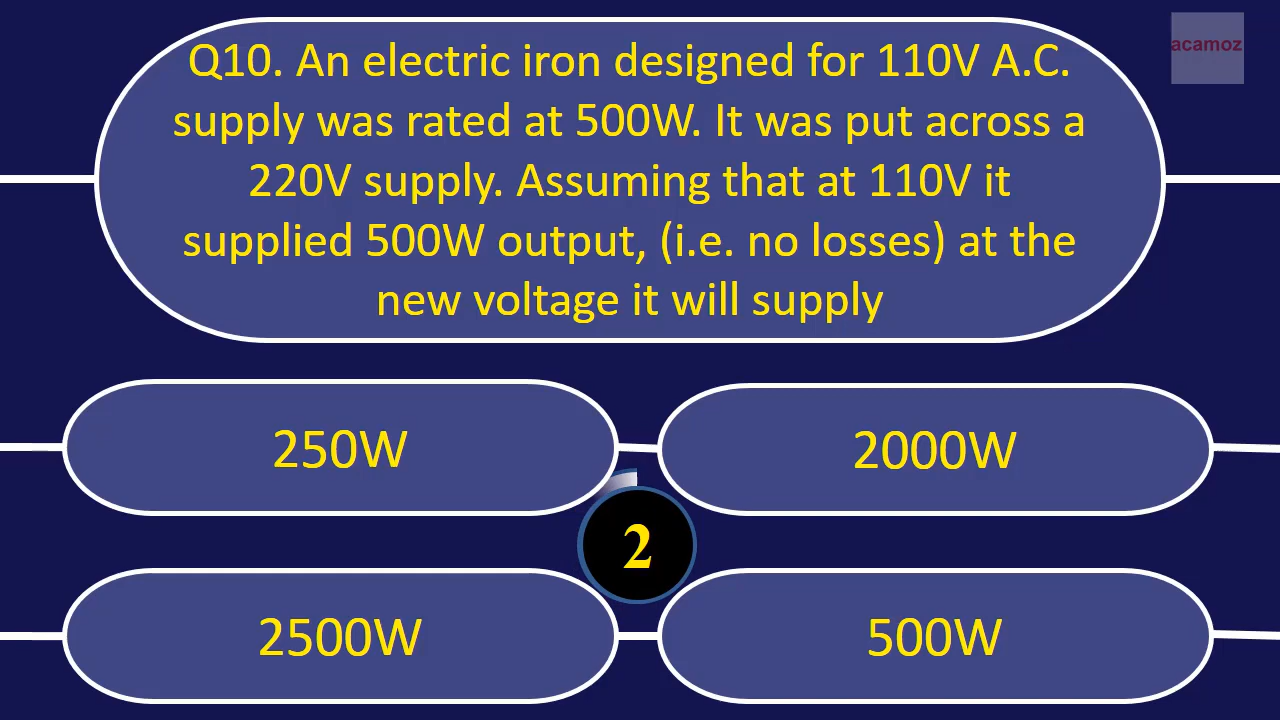 acamoz
Q10. An electric iron designed for 110V A.C.
supply was rated at 500W. It was put across a
220V supply. Assuming that at 110V it
supplied 500W output, (i.e. no losses) at the
new voltage it will supply
250W
2000W
2
2500W
500W